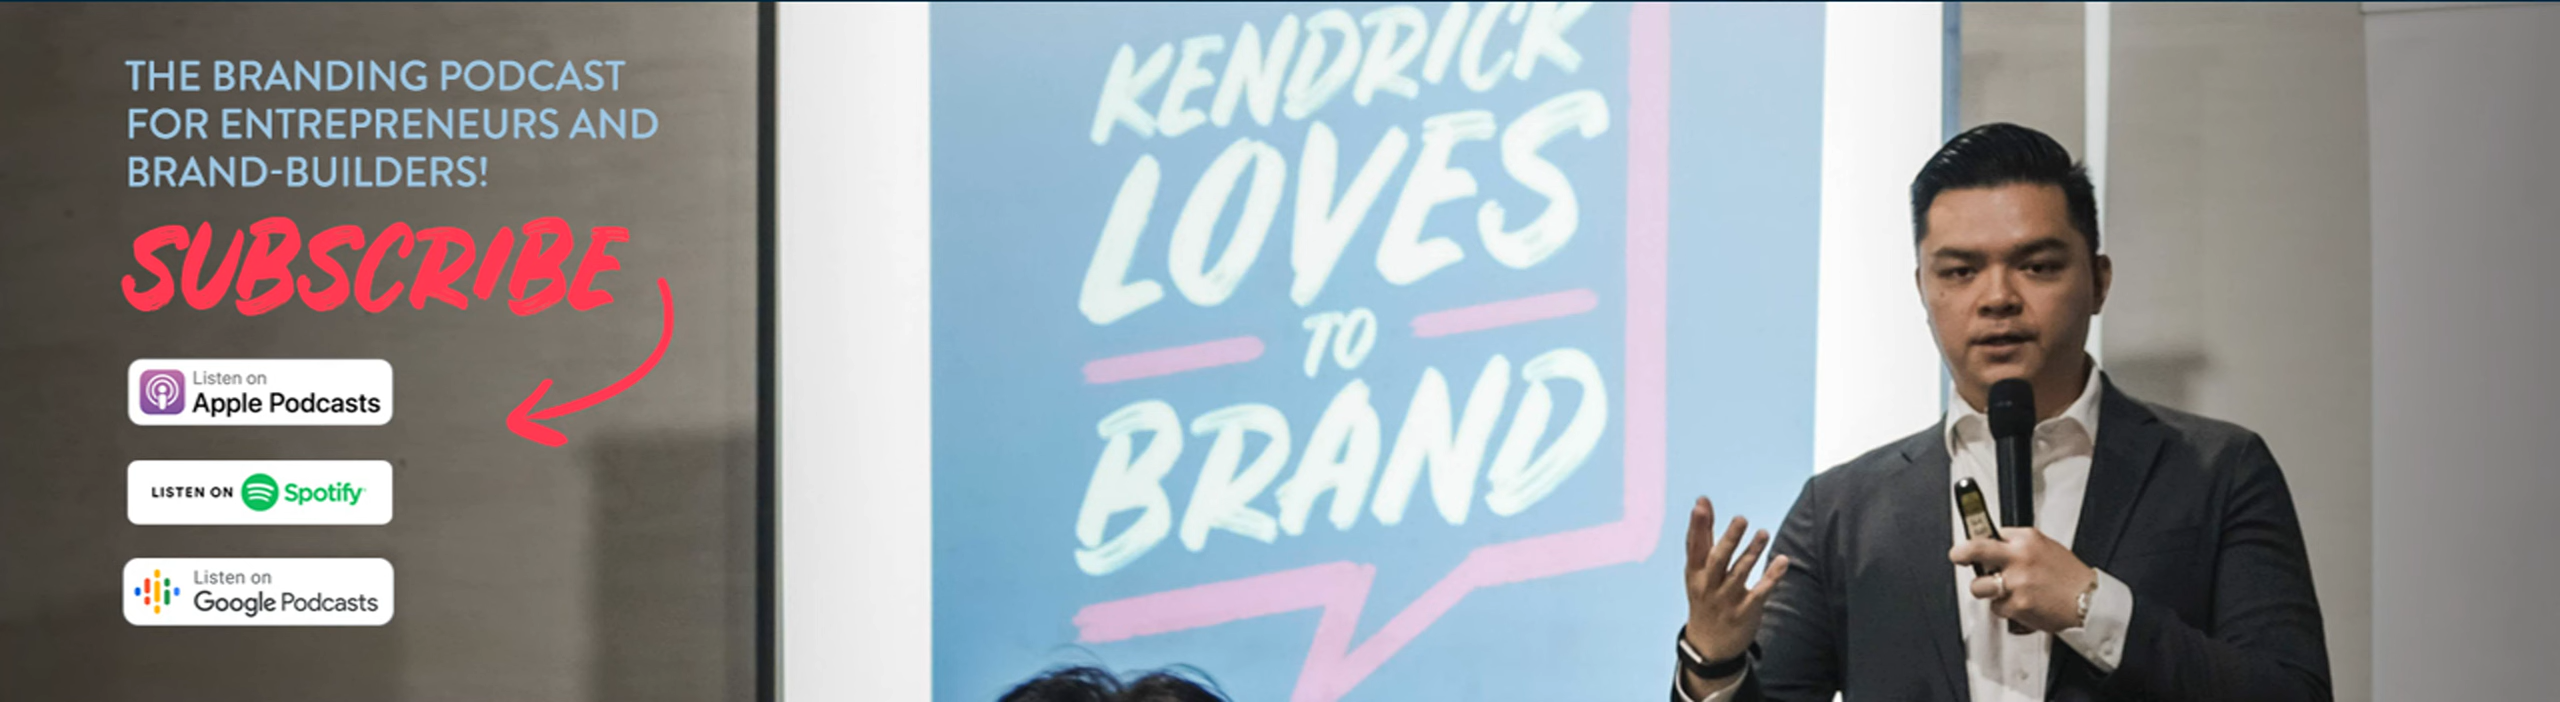 THE BRANDING PODCAST
FOR ENTREPRENEURS AND
BRAND-BUILDERS!
SUBSCRIBE
Listen on
Apple Podcasts
LISTEN ON Spotify
Listen on
Google Podcasts
KENDRICK
LOVES
TO
BRAND